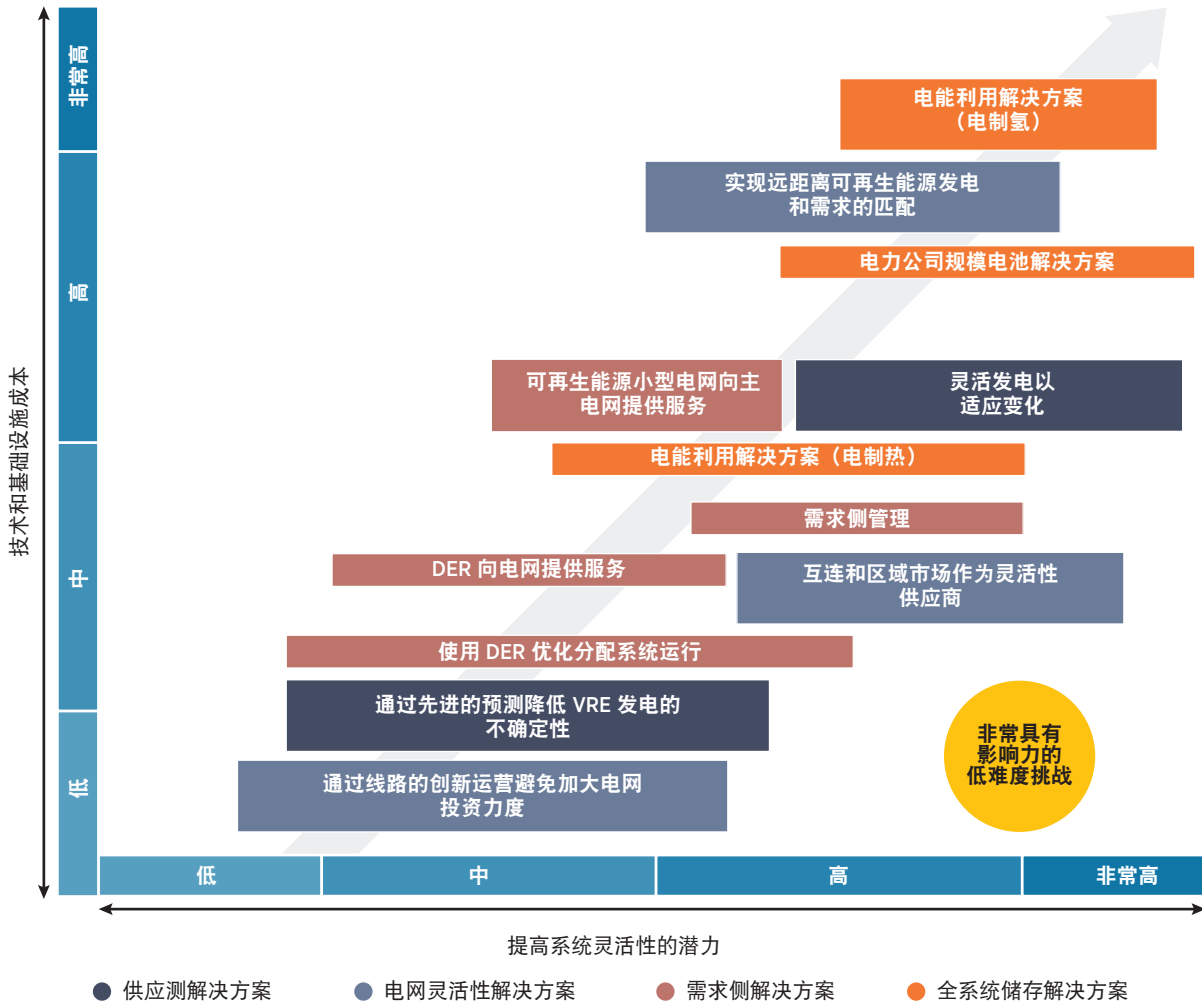 非常高
电能利用解决方案
（电制氢）
实现远距离可再生能源发电
和需求的匹配
电力公司规模电池解决方案
高
可再生能源小型电网向主
电网提供服务
灵活发电以
适应变化
电能利用解决方案（电制热）
技术和基础设施成本
需求侧管理
DER 向电网提供服务
互连和区域市场作为灵活性
供应商
中
使用 DER 优化分配系统运行
通过先进的预测降低 VRE 发电的
不确定性
非常具有
影响力的
低难度挑战
低
通过线路的创新运营避免加大电网
投资力度
低
中
高
非常高
提高系统灵活性的潜力
供应测解决方案
电网灵活性解决方案
需求侧解决方案
全系统储存解决方案